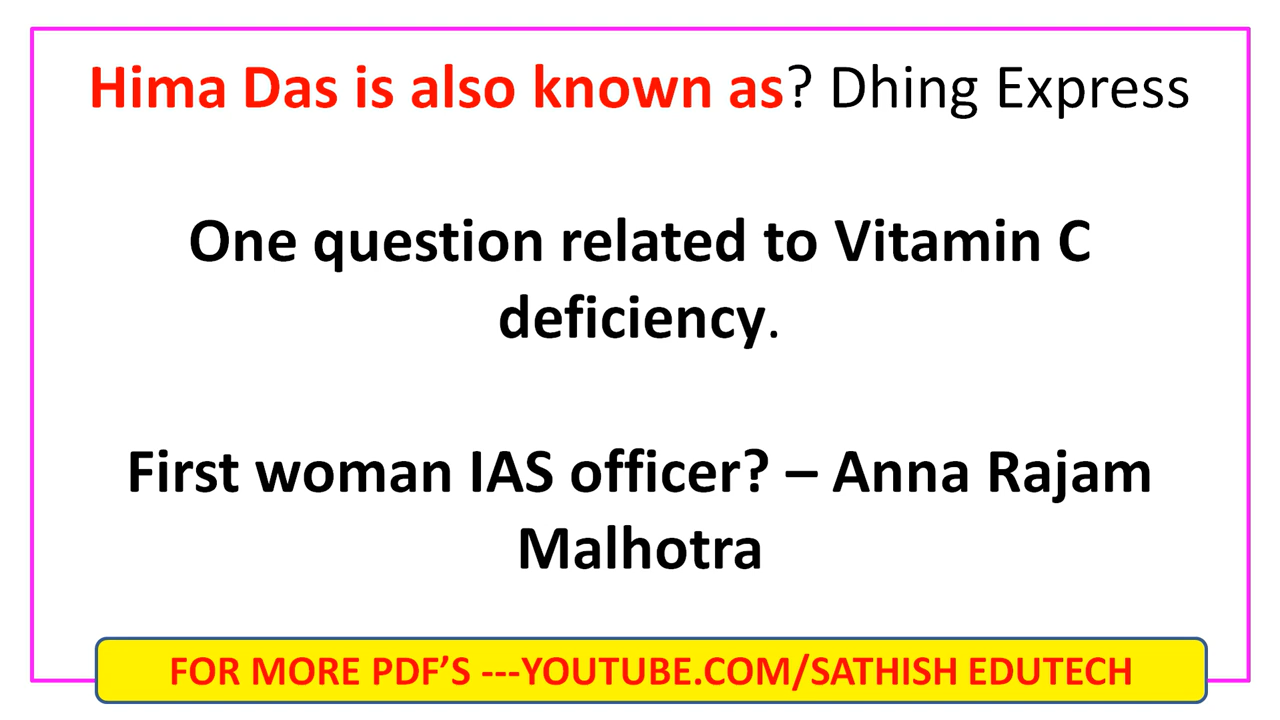 Hima Das is also known as? Dhing Express
One question related to Vitamin C
deficiency.
First woman IAS officer? – Anna Rajam
Malhotra
FOR MORE PDF’S ---YOUTUBE.COM/SATHISH EDUTECH